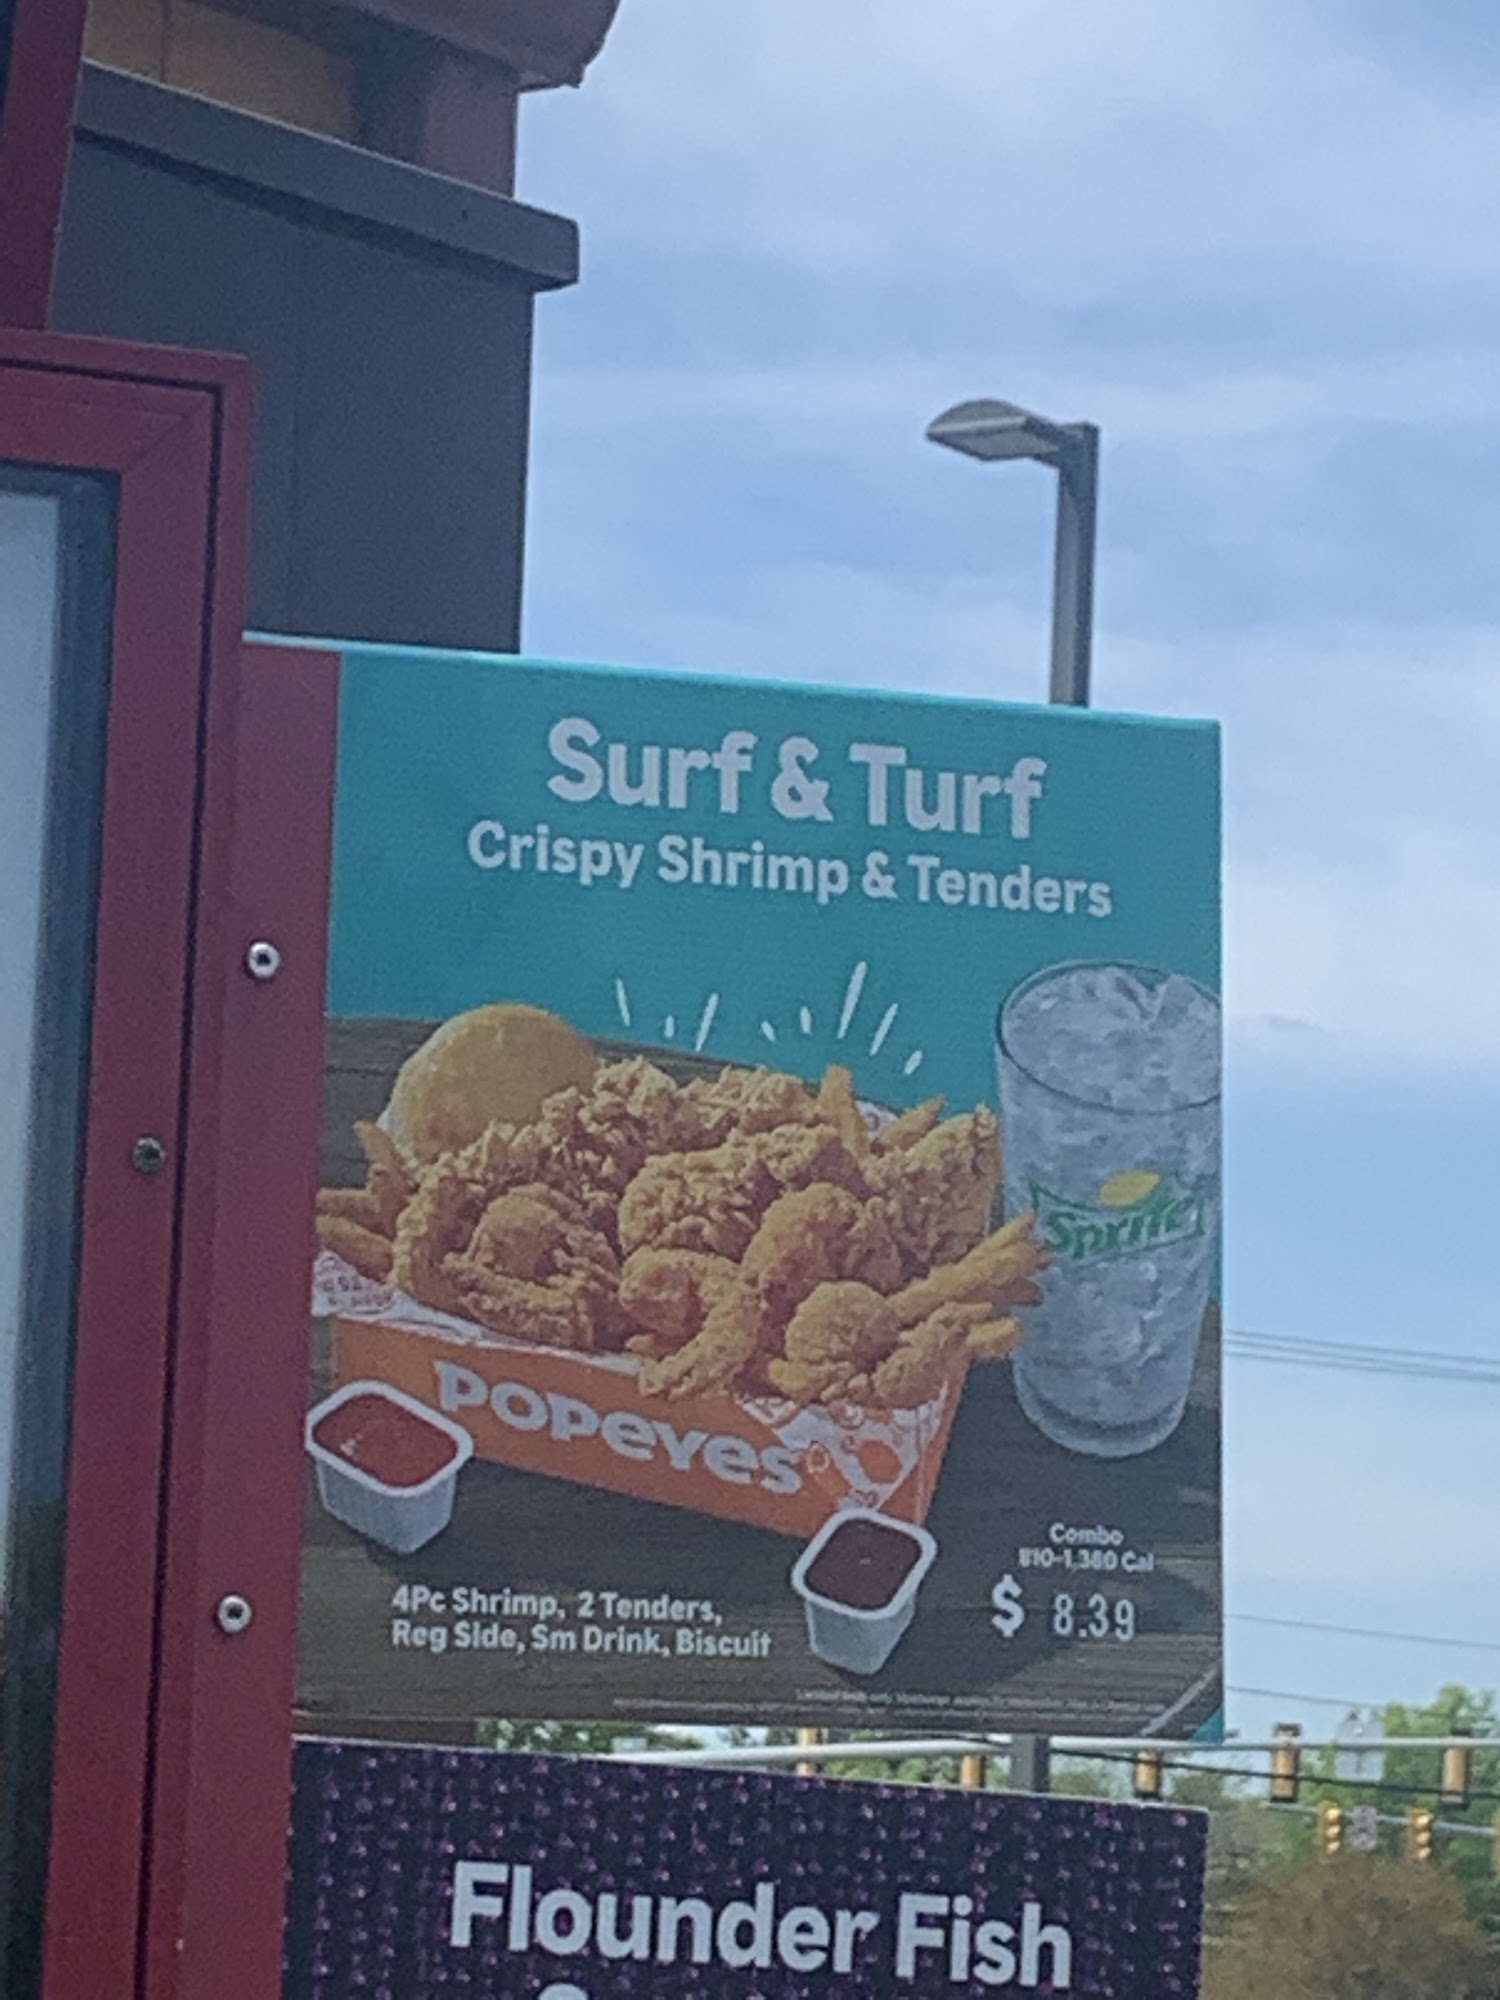 Surf & Turf
Crispy Shrimp & Tenders
Sprite
POPEYES
Combo
810-1,380 Cal
$ 8.39
4Pc Shrimp, 2 Tenders,
Reg Side, Sm Drink, Biscuit
Flounder Fish